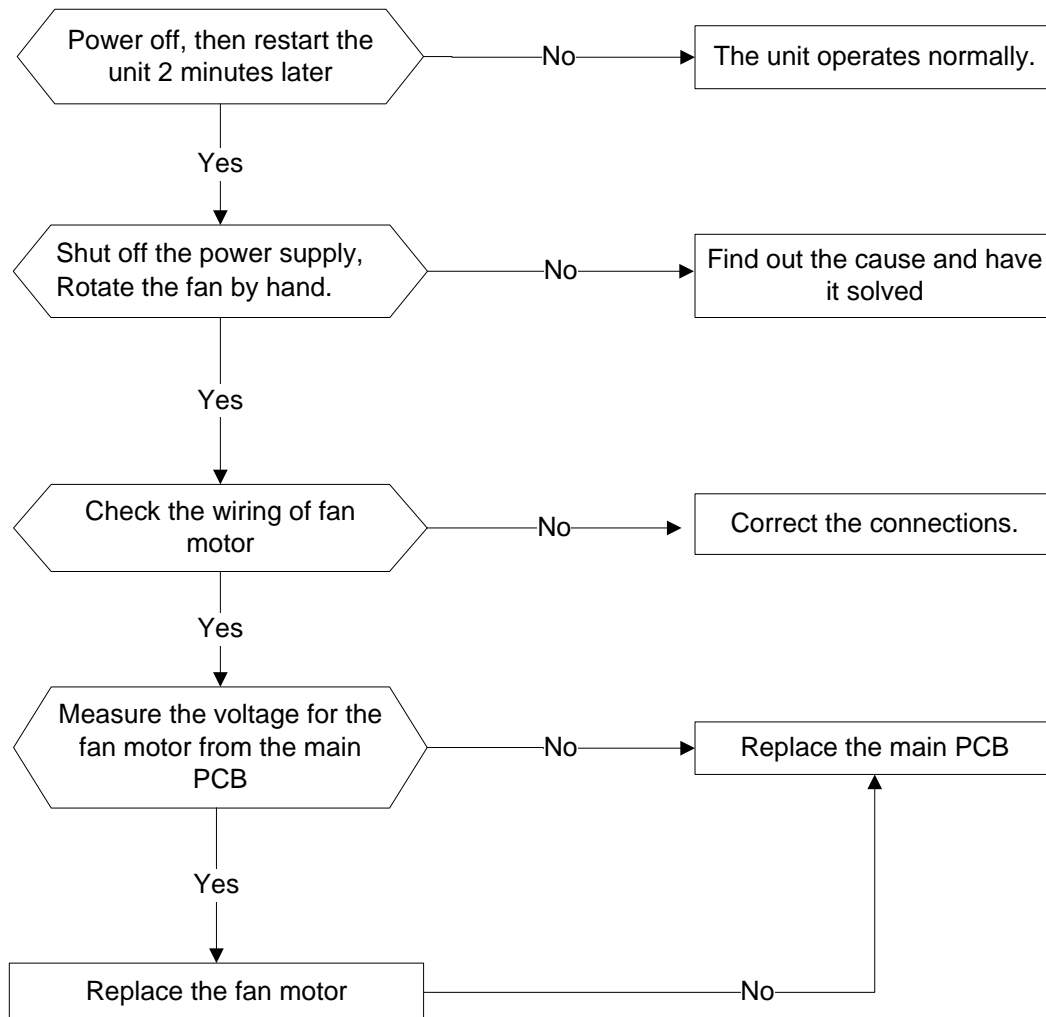 Power off, then restart the
unit 2 minutes later
No
The unit operates normally.
Yes
Shut off the power supply,
Rotate the fan by hand.
No
Find out the cause and have
it solved
Yes
Check the wiring of fan
motor
No
Correct the connections.
Yes
Measure the voltage for the
fan motor from the main
PCB
No
Replace the main PCB
Yes
Replace the fan motor
No